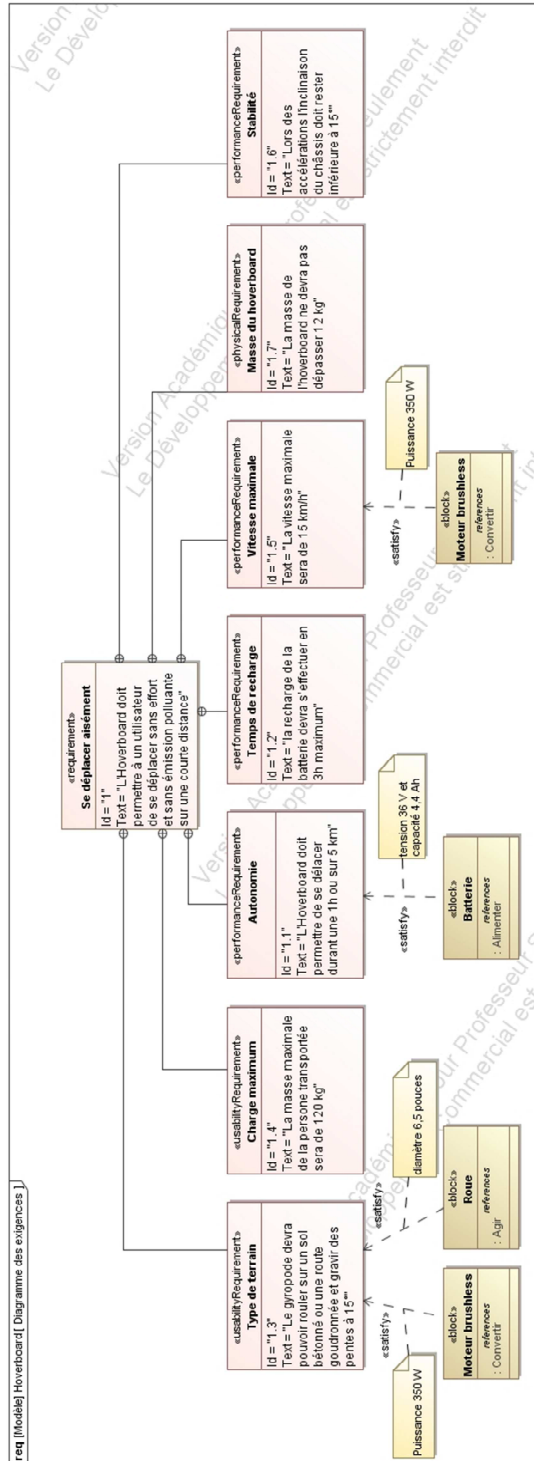 req [Modèle] Hoverboard[ Diagramme des exigences ]
«requirement»
Se déplacer aisément
Id = "1"
Text = "L'Hoverboard doit
permettre à un utilisateur
de se déplacer sans effort
et sans émission polluante
sur une courte distance"
«usabilityRequirement»
Type de terrain
Id = "1.3"
Text = "Le gyropode devra
pouvoir rouler sur un sol
bétonné ou une route
goudronnée et gravir des
pentes à 15°"
«usabilityRequirement»
Charge maximum
Id = "1.4"
Text = "La masse maximale
de la persone transportée
sera de 120 kg"
«performanceRequirement»
Autonomie
Id = "1.1"
Text = "L'Hoverboard doit
permettre de se délacer
durant une 1h ou sur 5 km"
«performanceRequirement»
Temps de recharge
Id = "1.2"
Text = "la recharge de la
batterie devra s'effectuer en
3h maximum"
«performanceRequirement»
Vitesse maximale
Id = "1.5"
Text = "La vitesse maximale
sera de 15 km/h"
«physicalRequirement»
Masse du hoverboard
Id = "1.7"
Text = "La masse de
l'hoverboard ne devra pas
dépasser 12 kg"
«performanceRequirement»
Stabilité
Id = "1.6"
Text = "Lors des
accélérations l'inclinaison
du châssis doit rester
inférieure à 15°"
«satisfy»
Puissance 350 W
«block»
Moteur brushless
references
: Convertir
«satisfy»
diamètre 6,5 pouces
«block»
Roue
references
: Agir
«satisfy»
tension 36 V et
capacité 4,4 Ah
«block»
Batterie
references
: Alimenter
«satisfy»
Puissance 350 W
«block»
Moteur brushless
references
: Convertir
Version
Le Dévelop
Version Académiq
Le Développeme